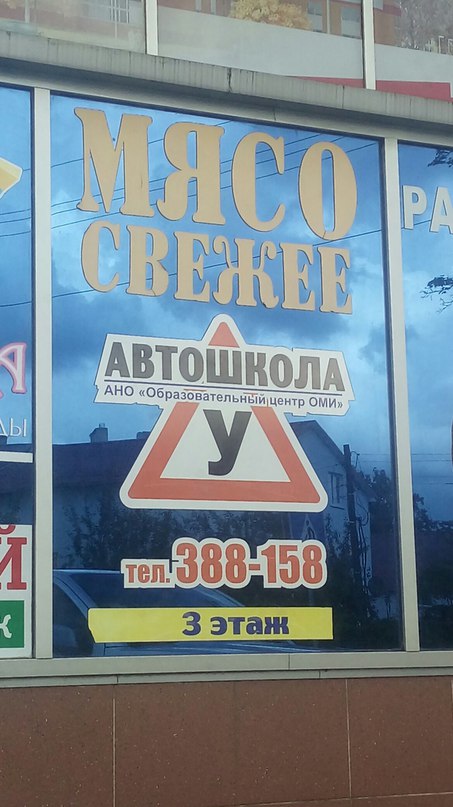 МЯСО
СВЕЖЕЕ
АВТОШКОЛА
АНО «Образовательный центр ОМИ»
У
тел. 388-158
3 этаж